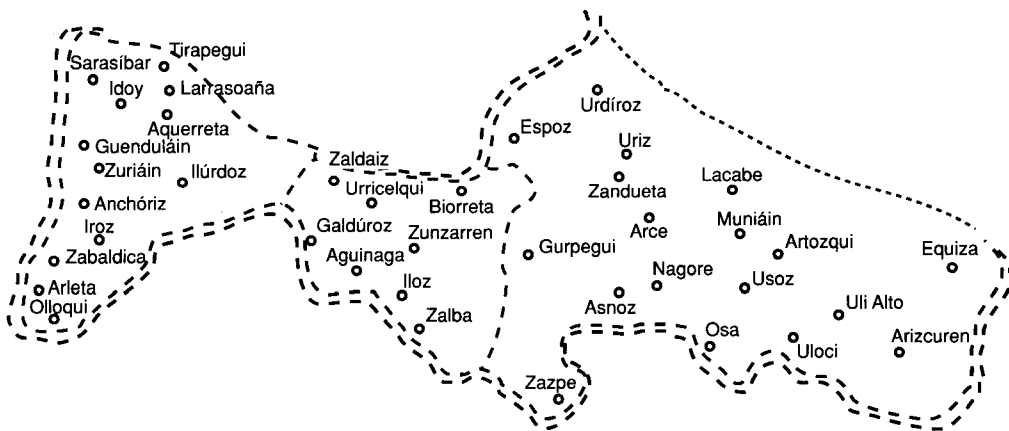 Tirapegui
Sarasíbar
Idoy
Larrasoaña
Aquerreta
Guenduláin
Zuriáin
Ilúrdoz
Anchóriz
Iroz
Zabaldica
Arleta
Olloqui
Zaldaiz
Urricelqui
Biorreta
Galdúroz
Zunzarren
Aguinaga
Iloz
Zalba
Urdíroz
Espoz
Uriz
Zandueta
Lacabe
Arce
Muniáin
Gurpegui
Artozqui
Equiza
Nagore
Usoz
Asnoz
Uli Alto
Osa
Uloci
Arizcuren
Zazpe